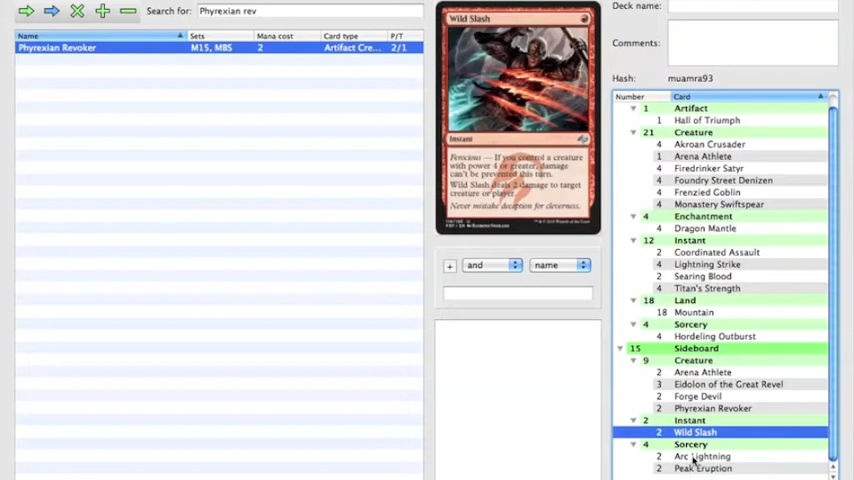 Search for: Phyrexian rev
Name Sets Mana cost Card type P/T
Phyrexian Revoker M15, MBS 2 Artifact Cre... 2/1
Wild Slash
Instant
Ferocious — If you control a creature
with power 4 or greater, damage
can't be prevented this turn.
Wild Slash deals 2 damage to target
creature or player.
Never mistake deception for cleverness.
+ and name
Deck name:
Comments:
Hash: muamra93
Number Card
1 Artifact
1 Hall of Triumph
21 Creature
4 Akroan Crusader
1 Arena Athlete
4 Firedrinker Satyr
4 Foundry Street Denizen
4 Frenzied Goblin
4 Monastery Swiftspear
4 Enchantment
4 Dragon Mantle
12 Instant
2 Coordinated Assault
4 Lightning Strike
2 Searing Blood
4 Titan's Strength
18 Land
18 Mountain
4 Sorcery
4 Hordeling Outburst
15 Sideboard
9 Creature
2 Arena Athlete
3 Eidolon of the Great Revel
2 Forge Devil
2 Phyrexian Revoker
2 Instant
2 Wild Slash
4 Sorcery
2 Arc Lightning
2 Peak Eruption